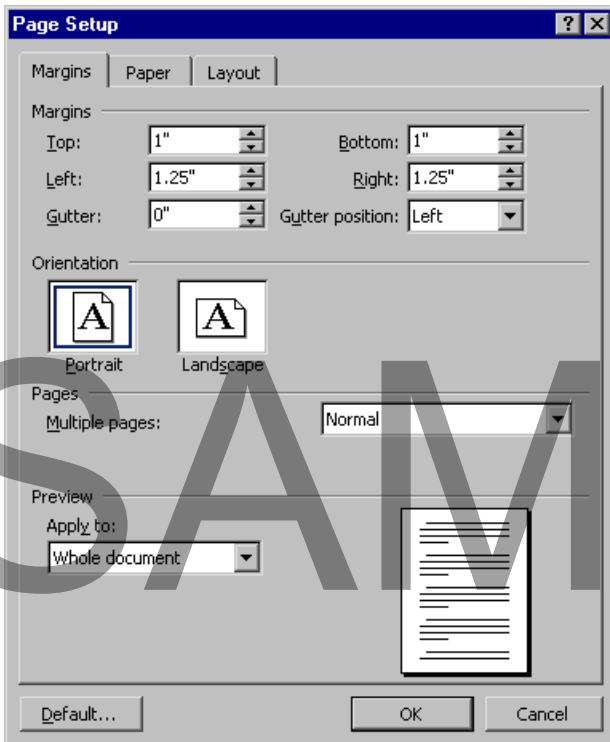 Page Setup
Margins Paper Layout
Margins
Top: 1" Bottom: 1"
Left: 1.25" Right: 1.25"
Gutter: 0" Gutter position: Left
Orientation
A A
Portrait Landscape
Pages
Multiple pages: Normal
Preview
Apply to:
Whole document
SAM
Default... OK Cancel